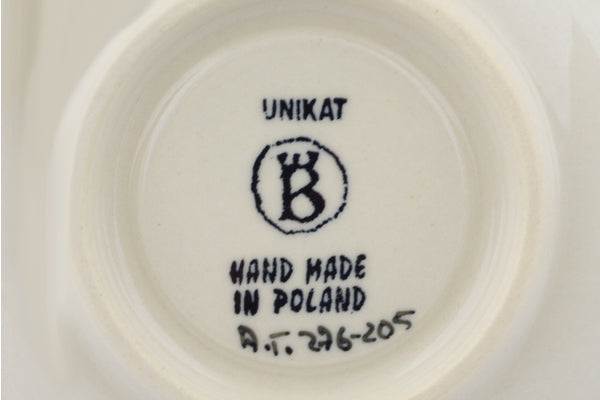 UNIKAT
B
HAND MADE
IN POLAND
A.T. 276-205